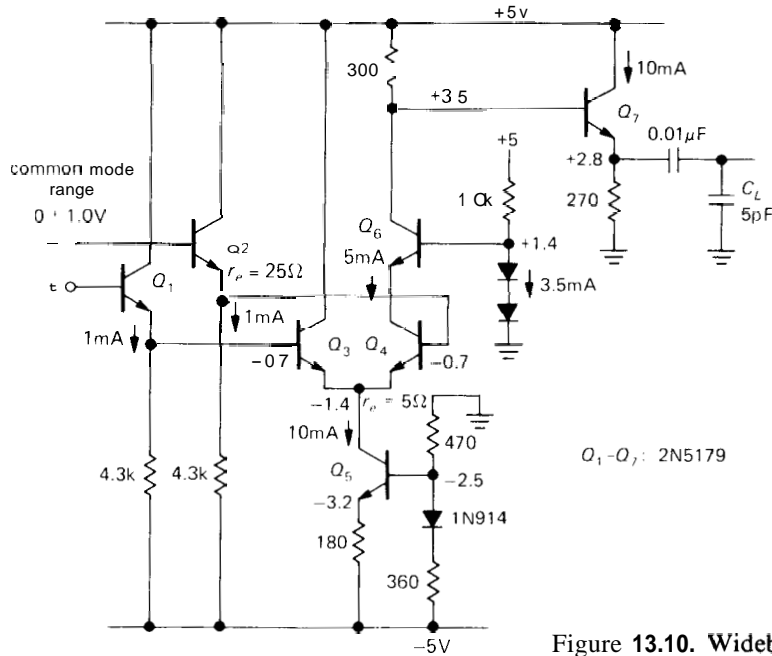 +5v
300
10mA
+3.5
Q7
0.01μF
common mode
range
0 ± 1.0V
+5
+2.8
1 0k
270
CL
5pF
Q6
+1.4
−
Q2
5mA
re = 25Ω
3.5mA
t
Q1
1mA
1mA
Q3
Q4
−0.7
−0.7
−1.4
re = 5Ω
10mA
470
4.3k
4.3k
Q5
−2.5
Q1-Q7: 2N5179
−3.2
1N914
180
360
−5V
Figure 13.10. Wideb